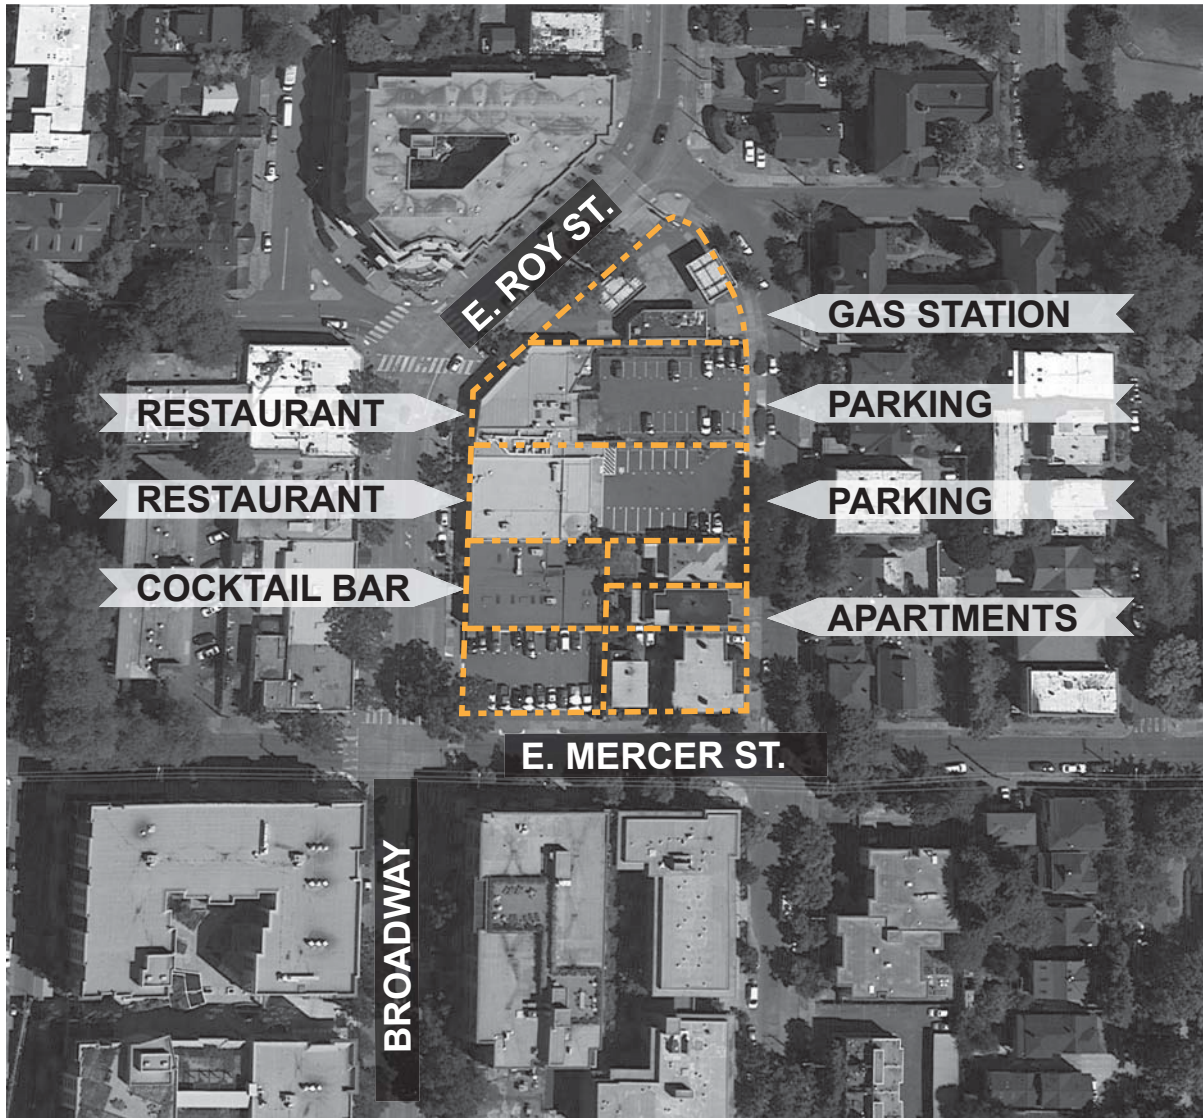 E. ROY ST.
GAS STATION
RESTAURANT
PARKING
RESTAURANT
PARKING
COCKTAIL BAR
APARTMENTS
E. MERCER ST.
BROADWAY